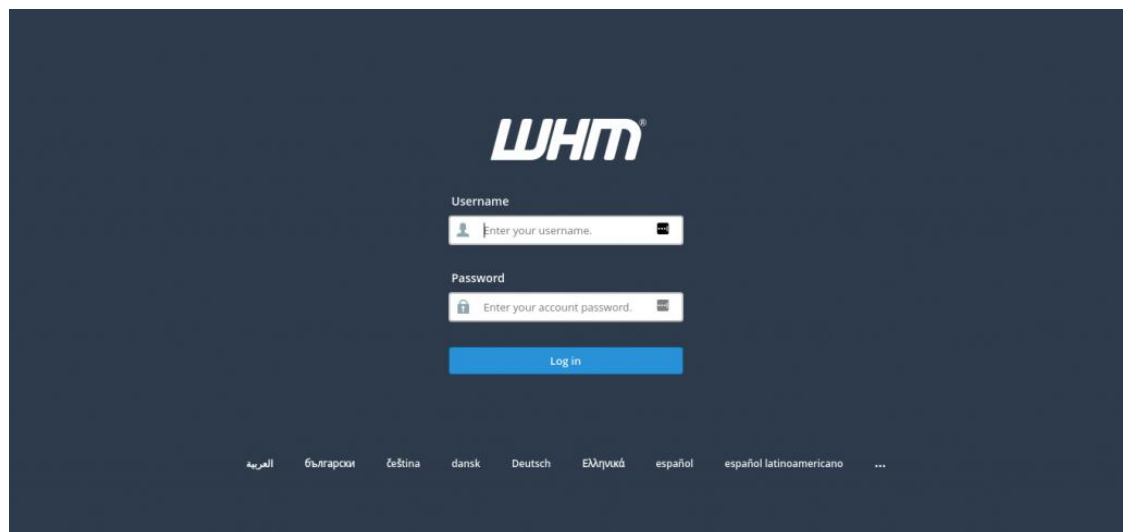 WHM®
Username
Enter your username.
Password
Enter your account password.
Log in
العربية български čeština dansk Deutsch Ελληνικά español español latinoamericano ...